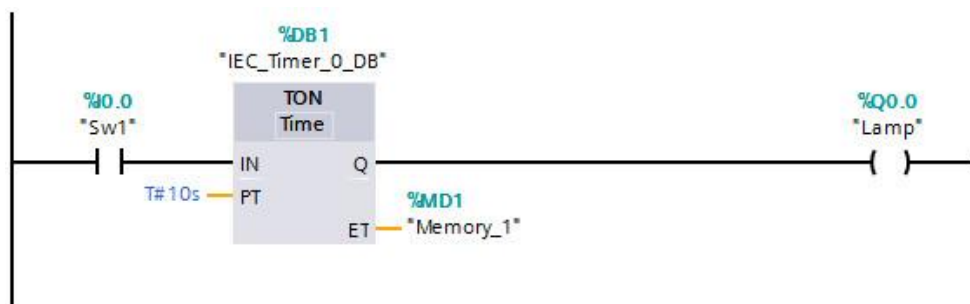 %DB1
"IEC_Timer_0_DB"
%I0.0
"Sw1"
TON
Time
%Q0.0
"Lamp"
IN
Q
T#10s
PT
%MD1
ET
"Memory_1"